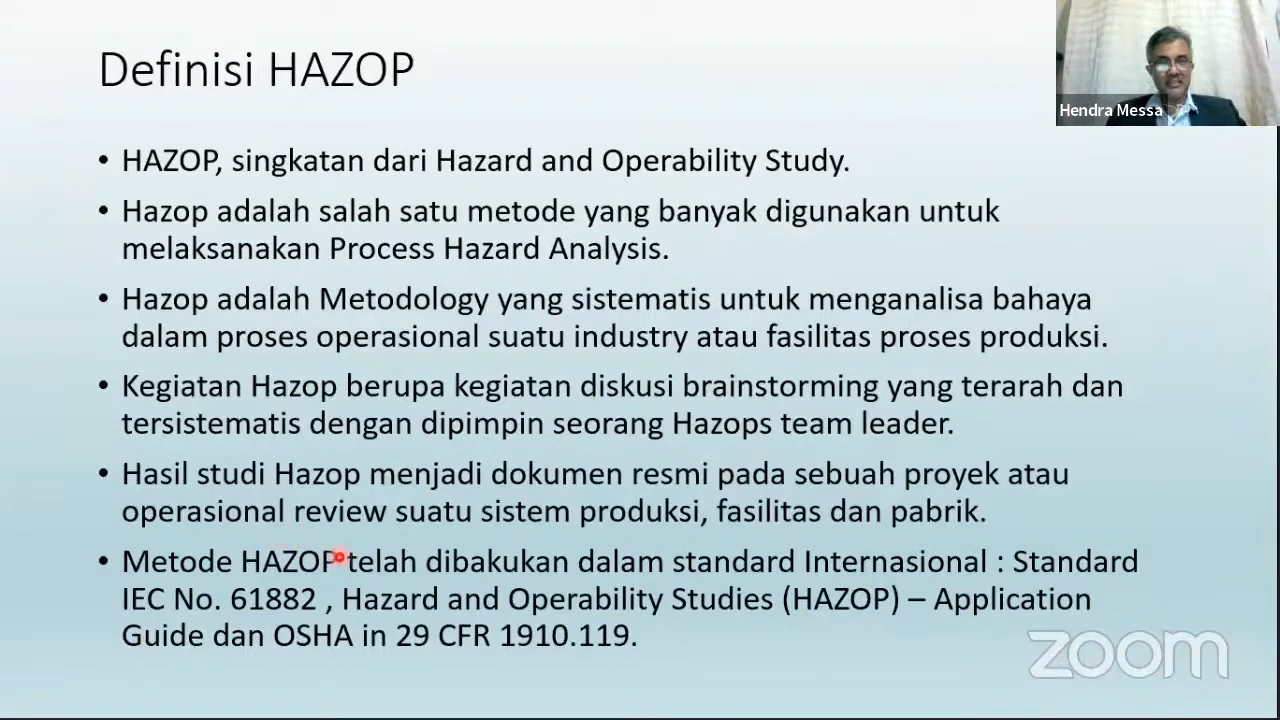 Definisi HAZOP
Hendra Messa
• HAZOP, singkatan dari Hazard and Operability Study.
• Hazop adalah salah satu metode yang banyak digunakan untuk
melaksanakan Process Hazard Analysis.
• Hazop adalah Metodology yang sistematis untuk menganalisa bahaya
dalam proses operasional suatu industry atau fasilitas proses produksi.
• Kegiatan Hazop berupa kegiatan diskusi brainstorming yang terarah dan
tersistematis dengan dipimpin seorang Hazops team leader.
• Hasil studi Hazop menjadi dokumen resmi pada sebuah proyek atau
operasional review suatu sistem produksi, fasilitas dan pabrik.
• Metode HAZOP telah dibakukan dalam standard Internasional : Standard
IEC No. 61882 , Hazard and Operability Studies (HAZOP) – Application
Guide dan OSHA in 29 CFR 1910.119.
zoom